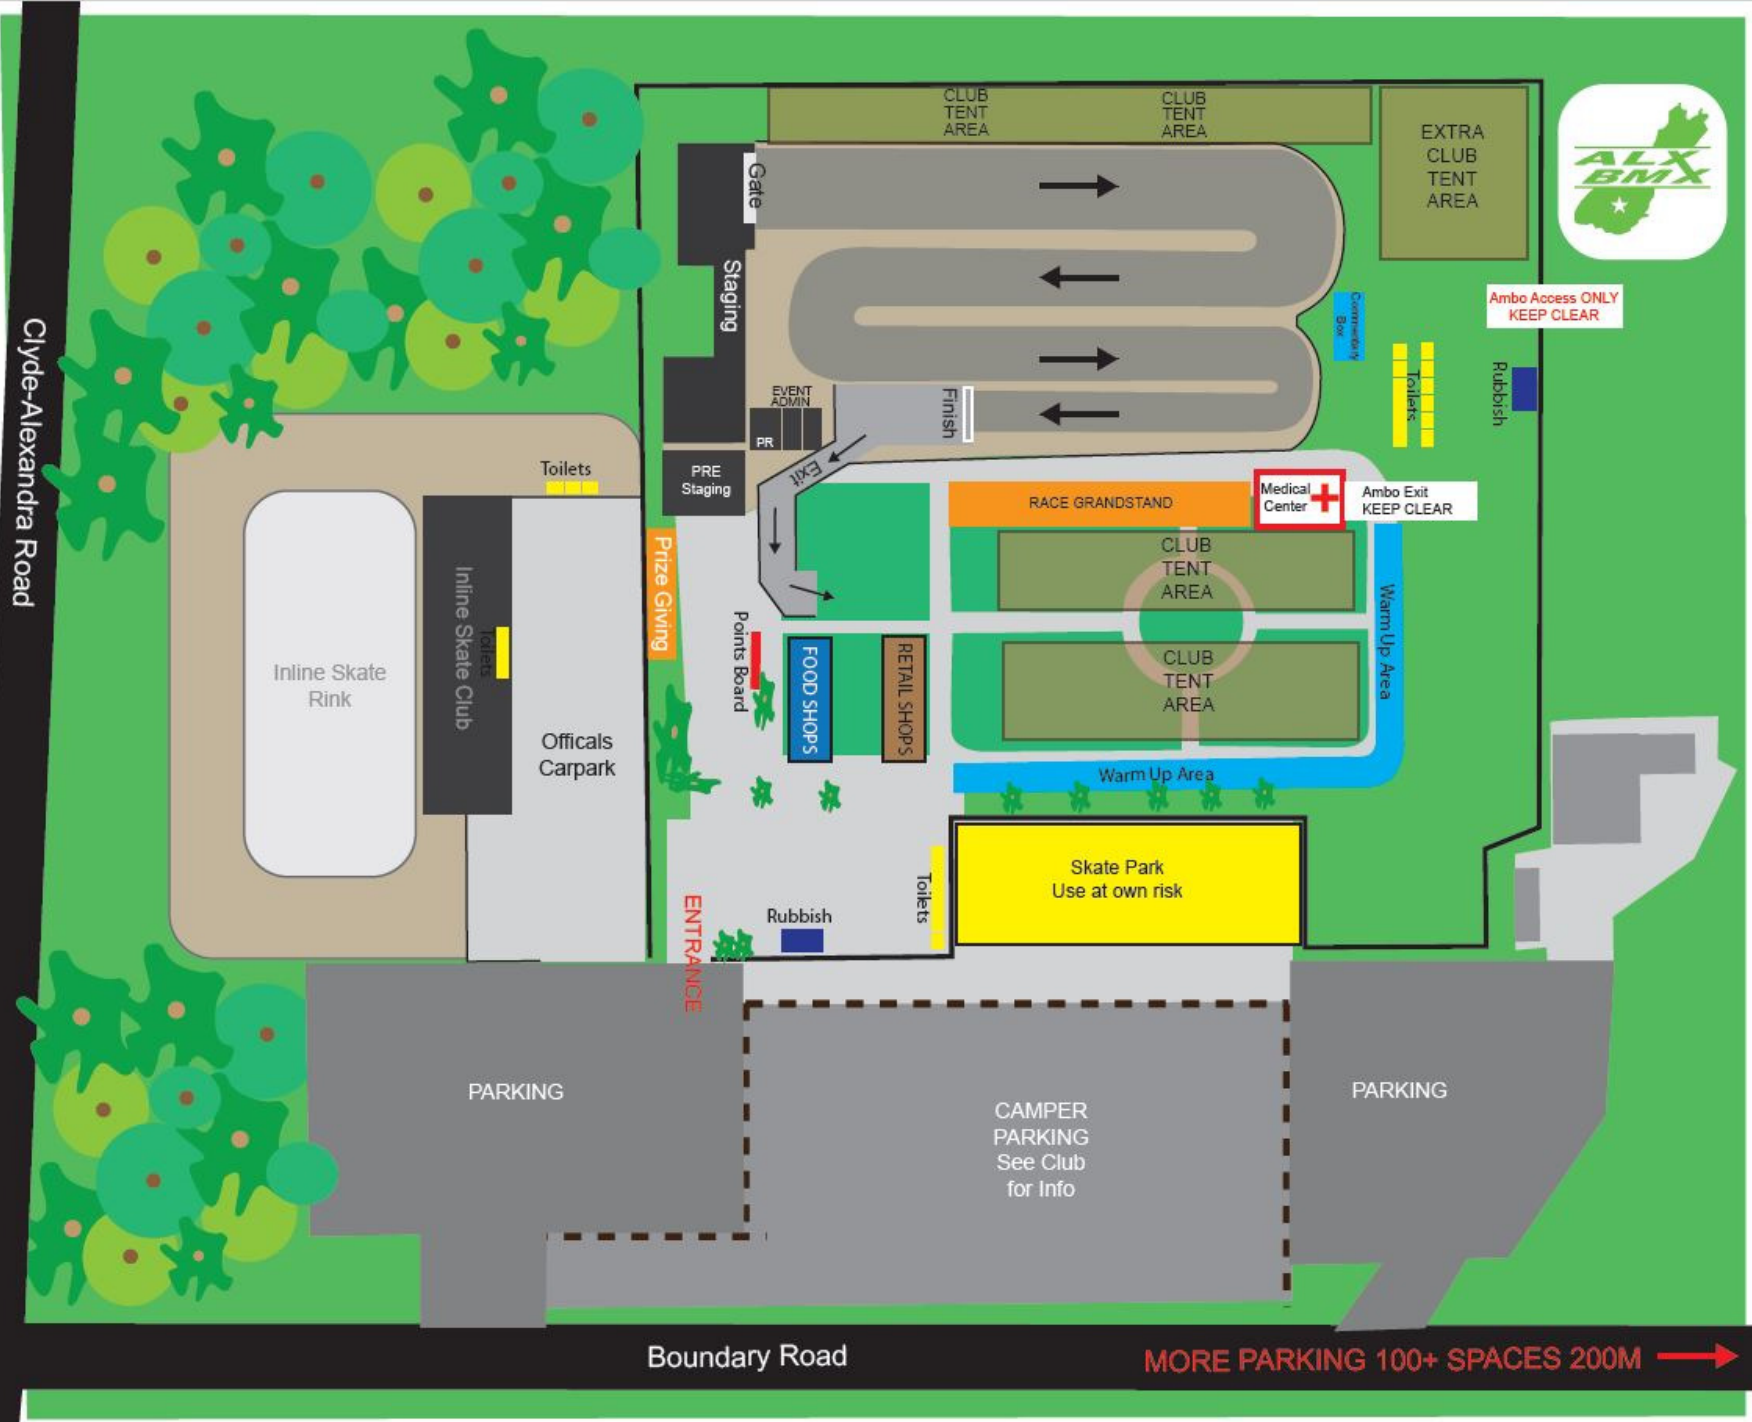 CLUB
TENT
AREA
CLUB
TENT
AREA
EXTRA
CLUB
TENT
AREA
ALX
BMX
Gate
Staging
Commentary
Box
Ambo Access ONLY
KEEP CLEAR
Toilets
Rubbish
EVENT
ADMIN
PR
Finish
Exit
PRE
Staging
Toilets
RACE GRANDSTAND
Medical
Center
Ambo Exit
KEEP CLEAR
Clyde-Alexandra Road
Inline Skate
Rink
Inline Skate Club
Toilets
Officals
Carpark
Prize Giving
Points Board
FOOD SHOPS
RETAIL SHOPS
CLUB
TENT
AREA
CLUB
TENT
AREA
Warm Up Area
Warm Up Area
Skate Park
Use at own risk
Toilets
Rubbish
ENTRANCE
PARKING
CAMPER
PARKING
See Club
for Info
PARKING
Boundary Road
MORE PARKING 100+ SPACES 200M